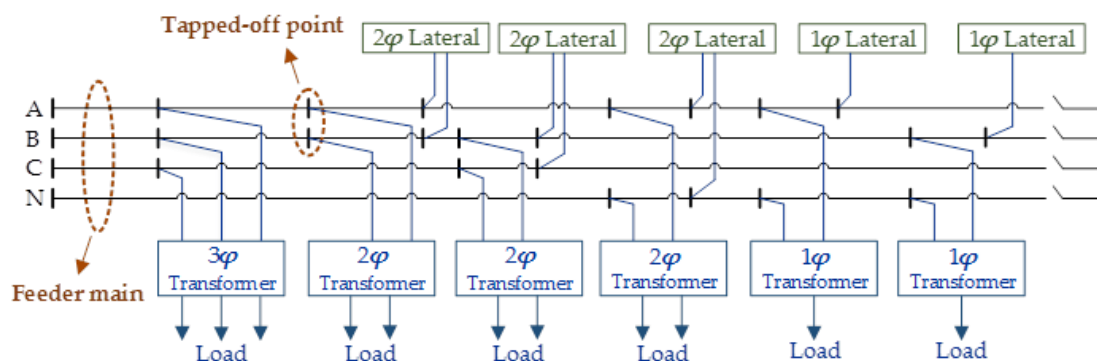 Tapped-off point
2φ Lateral
2φ Lateral
2φ Lateral
1φ Lateral
1φ Lateral
A
B
C
N
Feeder main
3φ
Transformer
2φ
Transformer
2φ
Transformer
2φ
Transformer
1φ
Transformer
1φ
Transformer
Load
Load
Load
Load
Load
Load